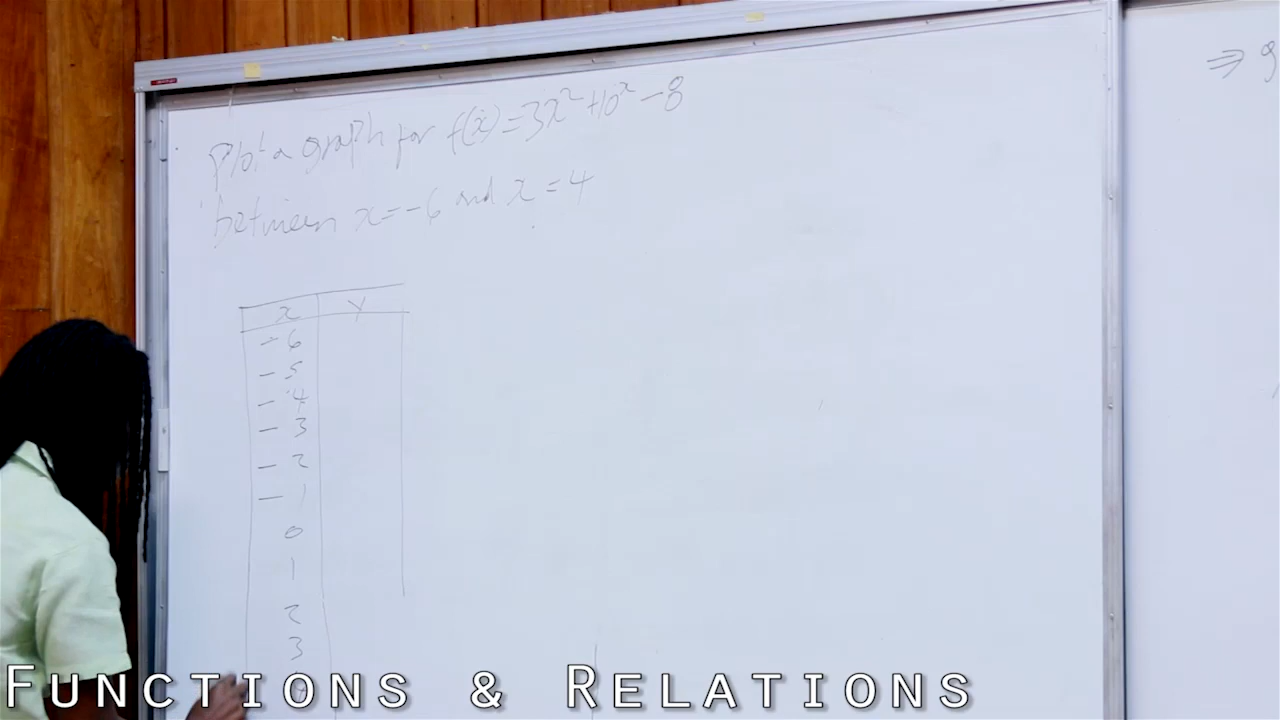 Plot a graph for f(x) = 3x² + 10x - 8
between x = -6 and x = 4
x y
-6
-5
-4
-3
-2
-1
0
1
2
3
⇒ g
FUNCTIONS & RELATIONS